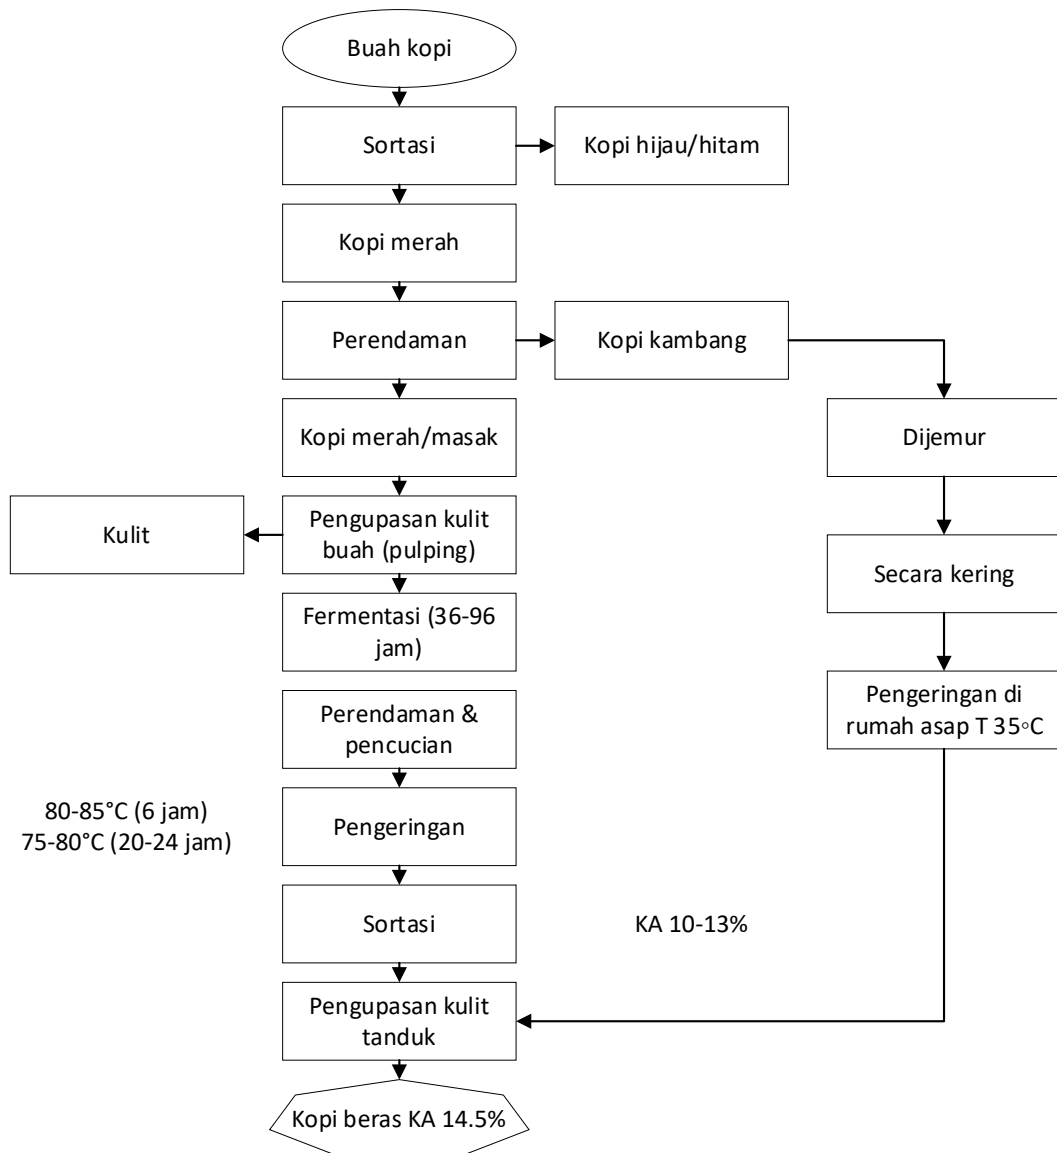 Buah kopi
Sortasi
Kopi hijau/hitam
Kopi merah
Perendaman
Kopi kambang
Kopi merah/masak
Dijemur
Kulit
Pengupasan kulit
buah (pulping)
Secara kering
Fermentasi (36-96
jam)
Pengeringan di
rumah asap T 35◦C
Perendaman &
pencucian
80-85°C (6 jam)
75-80°C (20-24 jam)
Pengeringan
Sortasi
KA 10-13%
Pengupasan kulit
tanduk
Kopi beras KA 14.5%